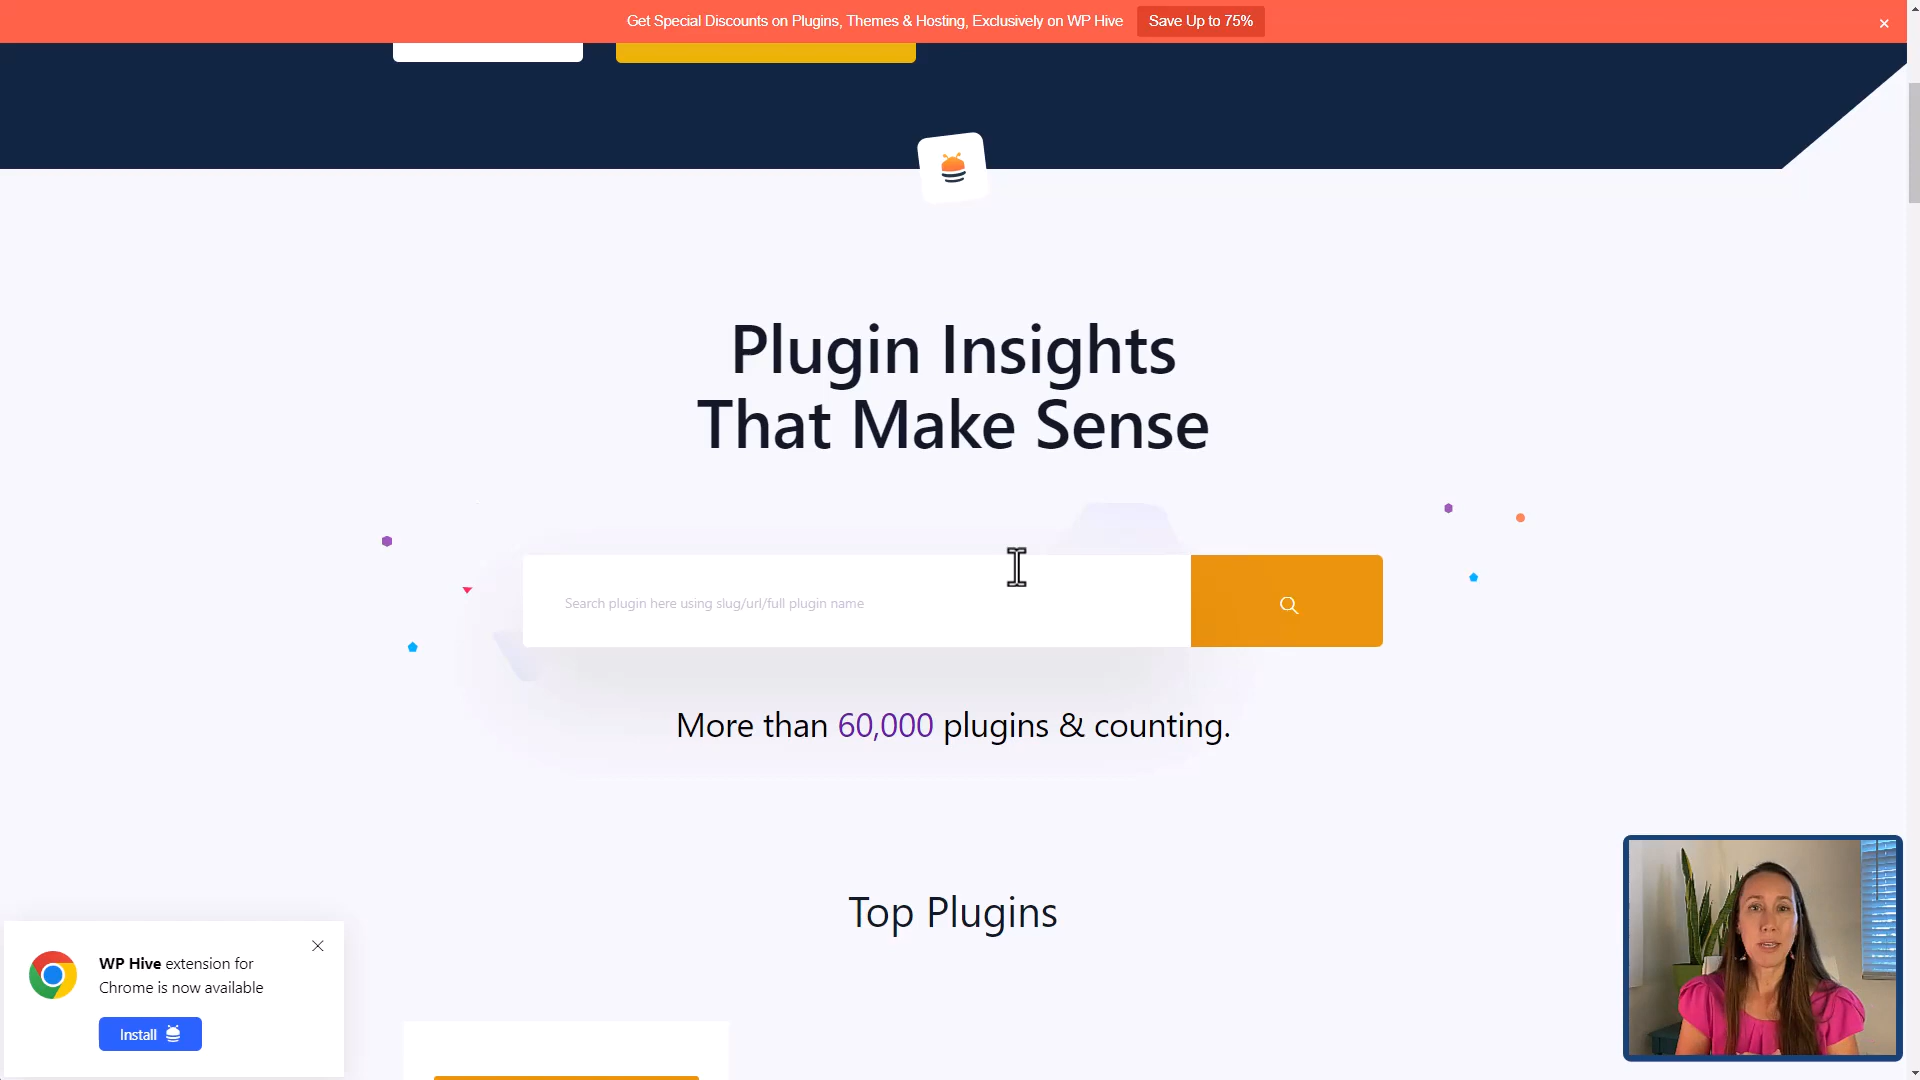 Get Special Discounts on Plugins, Themes & Hosting, Exclusively on WP Hive
Save Up to 75%
Plugin Insights
That Make Sense
Search plugin here using slug/url/full plugin name
More than 60,000 plugins & counting.
Top Plugins
WP Hive extension for
Chrome is now available
Install